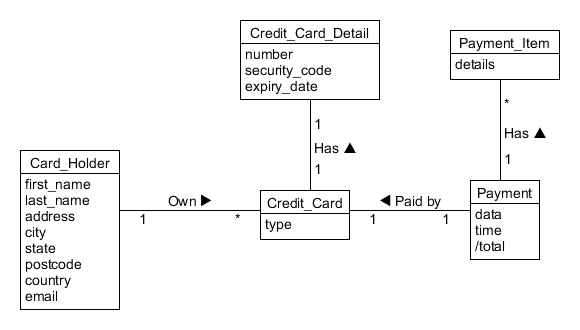 Credit_Card_Detail
number
security_code
expiry_date
Payment_Item
details
1
Has ▲
1
*
Has ▲
1
Card_Holder
first_name
last_name
address
city
state
postcode
country
email
Own ▶
1
*
Credit_Card
type
◀ Paid by
1
1
Payment
data
time
/total